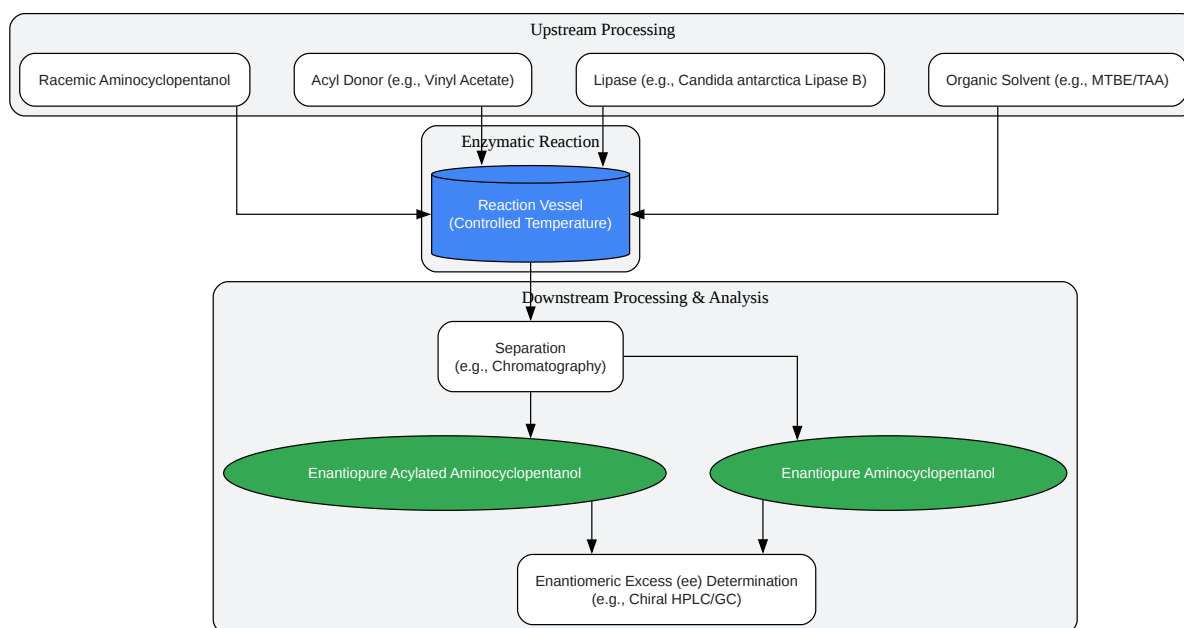 Upstream Processing
Racemic Aminocyclopentanol
Acyl Donor (e.g., Vinyl Acetate)
Lipase (e.g., Candida antarctica Lipase B)
Organic Solvent (e.g., MTBE/TAA)
Enzymatic Reaction
Reaction Vessel
(Controlled Temperature)
Downstream Processing & Analysis
Separation
(e.g., Chromatography)
Enantiopure Acylated Aminocyclopentanol
Enantiopure Aminocyclopentanol
Enantiomeric Excess (ee) Determination
(e.g., Chiral HPLC/GC)